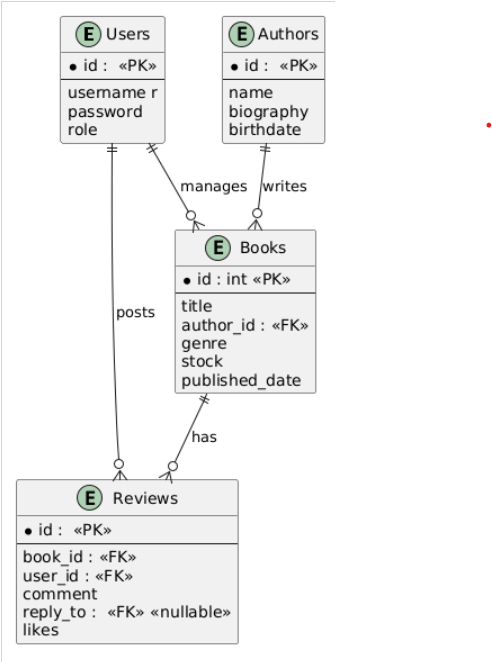 E Users
id : «PK»
username r
password
role
E Authors
id : «PK»
name
biography
birthdate
manages
writes
E Books
id : int «PK»
title
author_id : «FK»
genre
stock
published_date
posts
has
E Reviews
id : «PK»
book_id : «FK»
user_id : «FK»
comment
reply_to : «FK» «nullable»
likes